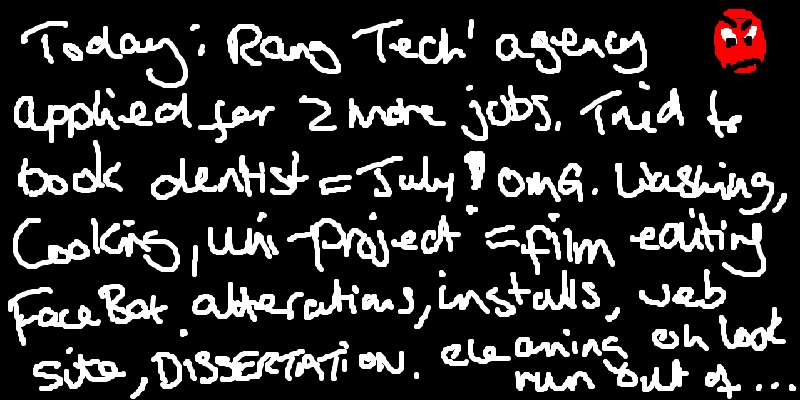 Today: Rang Tech' agency
applied for 2 more jobs. Tried to
book dentist = July! OMG. Washing,
Cooking, uni-project = film editing
FaceBat alterations, installs, web
site, DISSERTATION. cleaning oh look
run out of ...